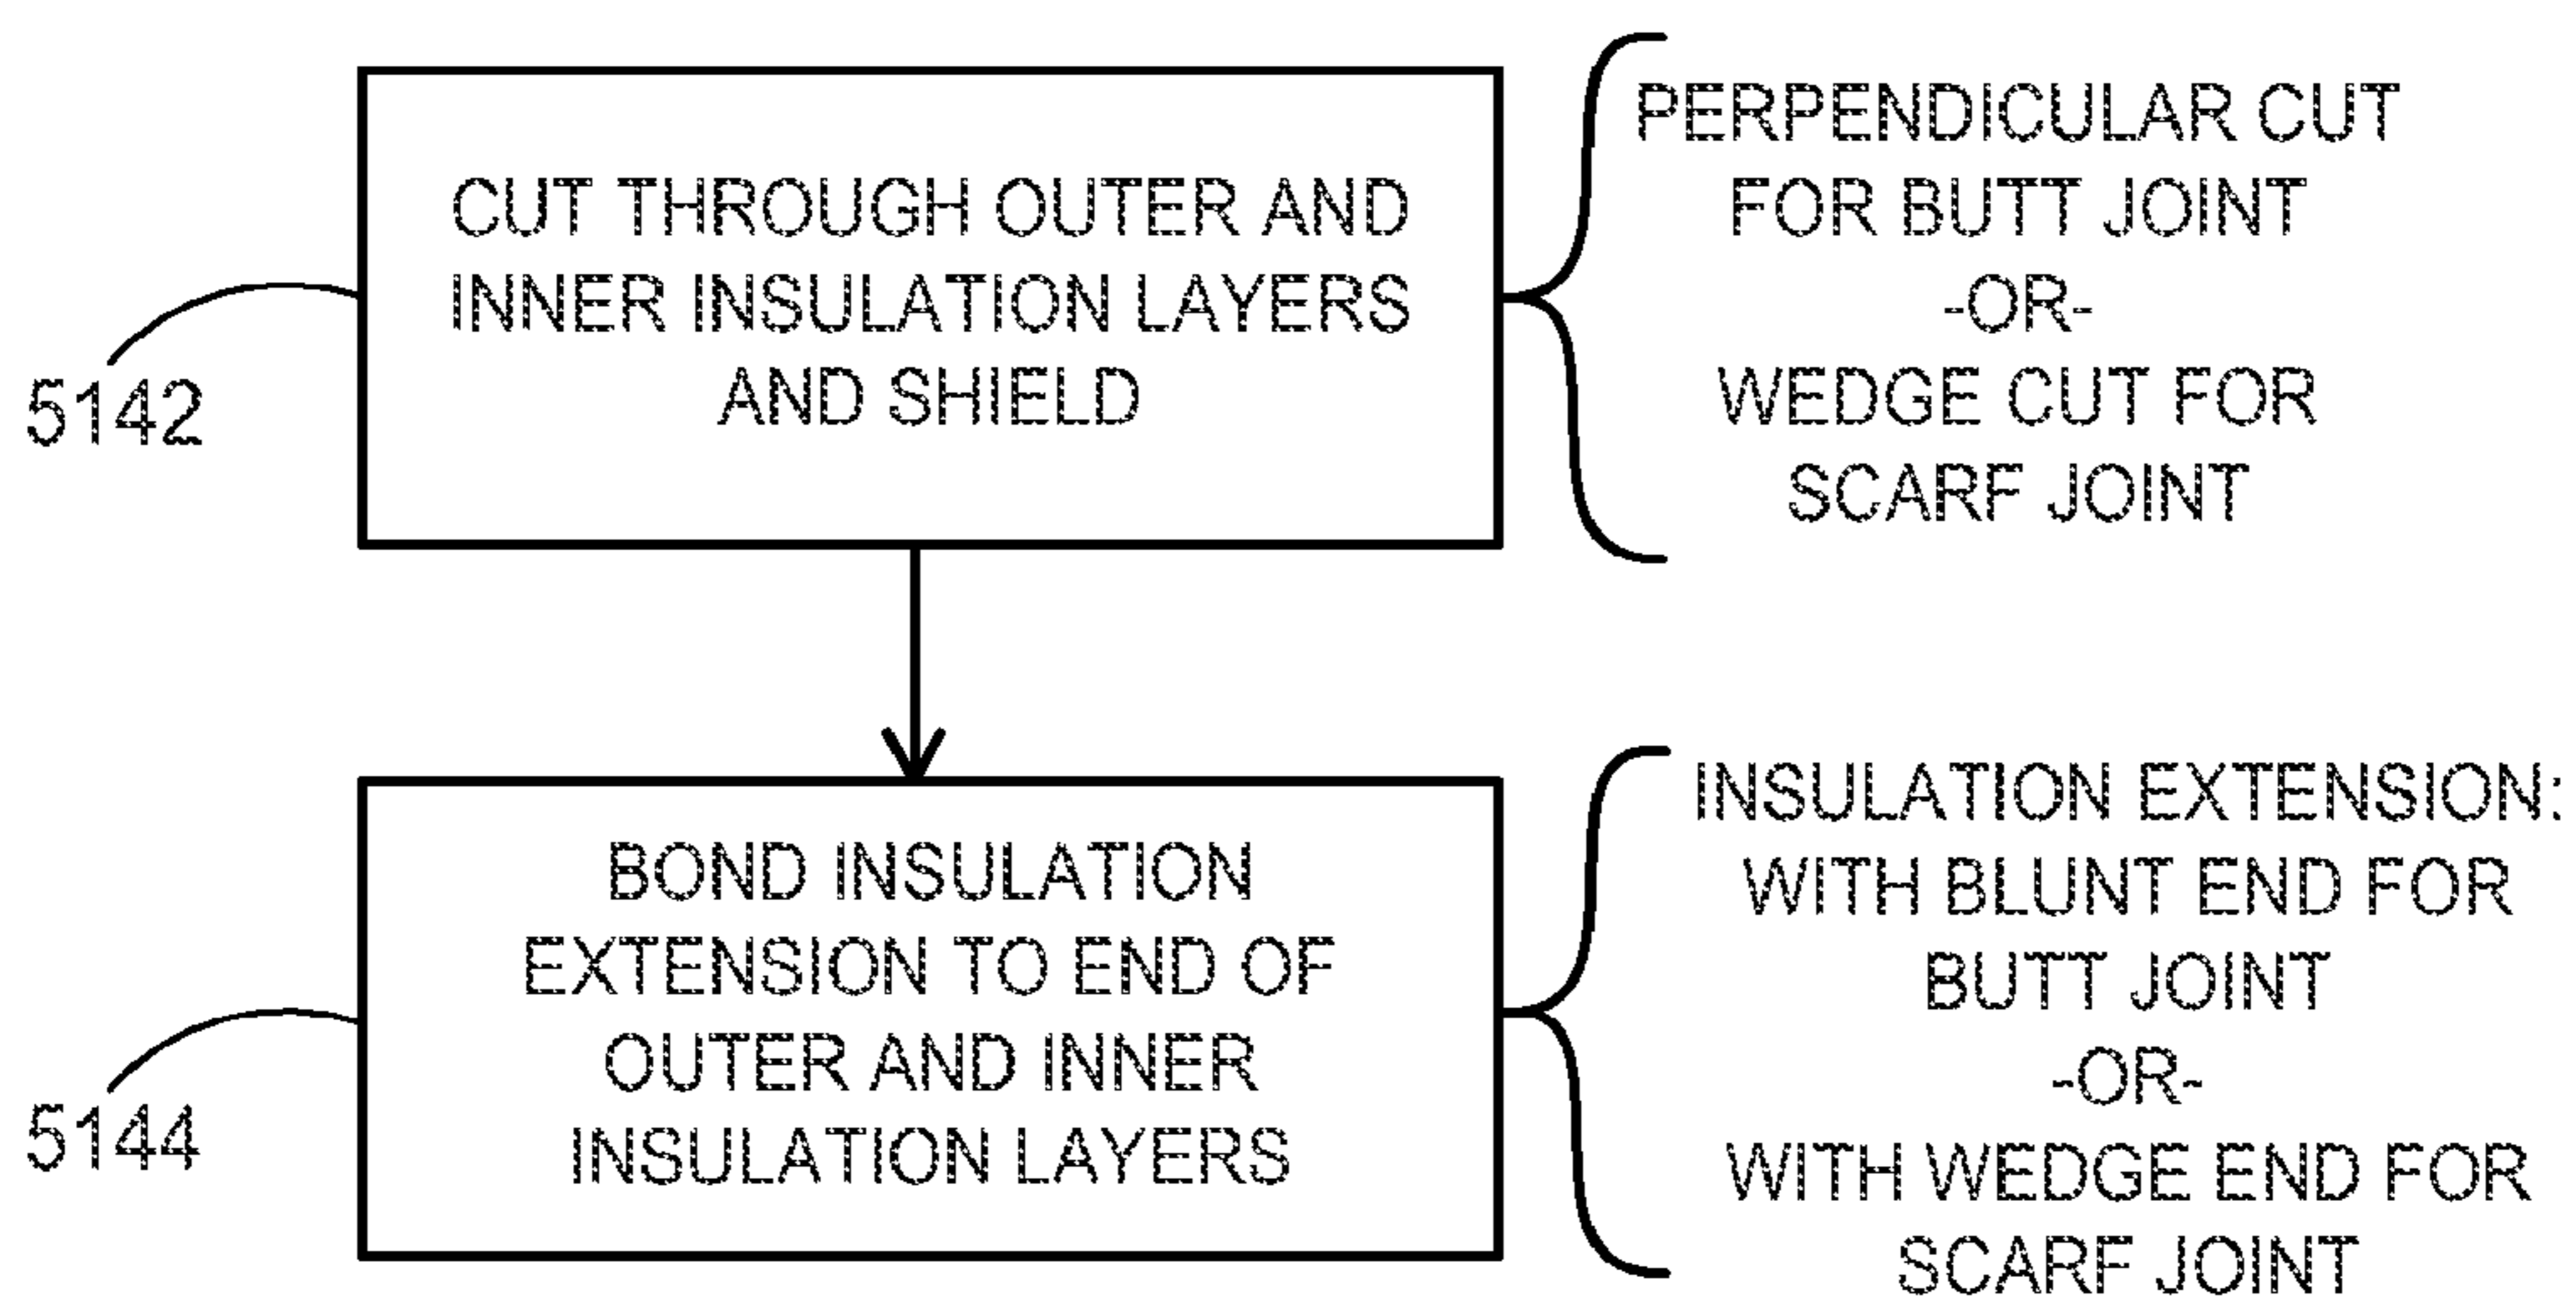 CUT THROUGH OUTER AND
INNER INSULATION LAYERS
AND SHIELD
5142
PERPENDICULAR CUT
FOR BUTT JOINT
-OR-
WEDGE CUT FOR
SCARF JOINT
BOND INSULATION
EXTENSION TO END OF
OUTER AND INNER
INSULATION LAYERS
5144
INSULATION EXTENSION:
WITH BLUNT END FOR
BUTT JOINT
-OR-
WITH WEDGE END FOR
SCARF JOINT